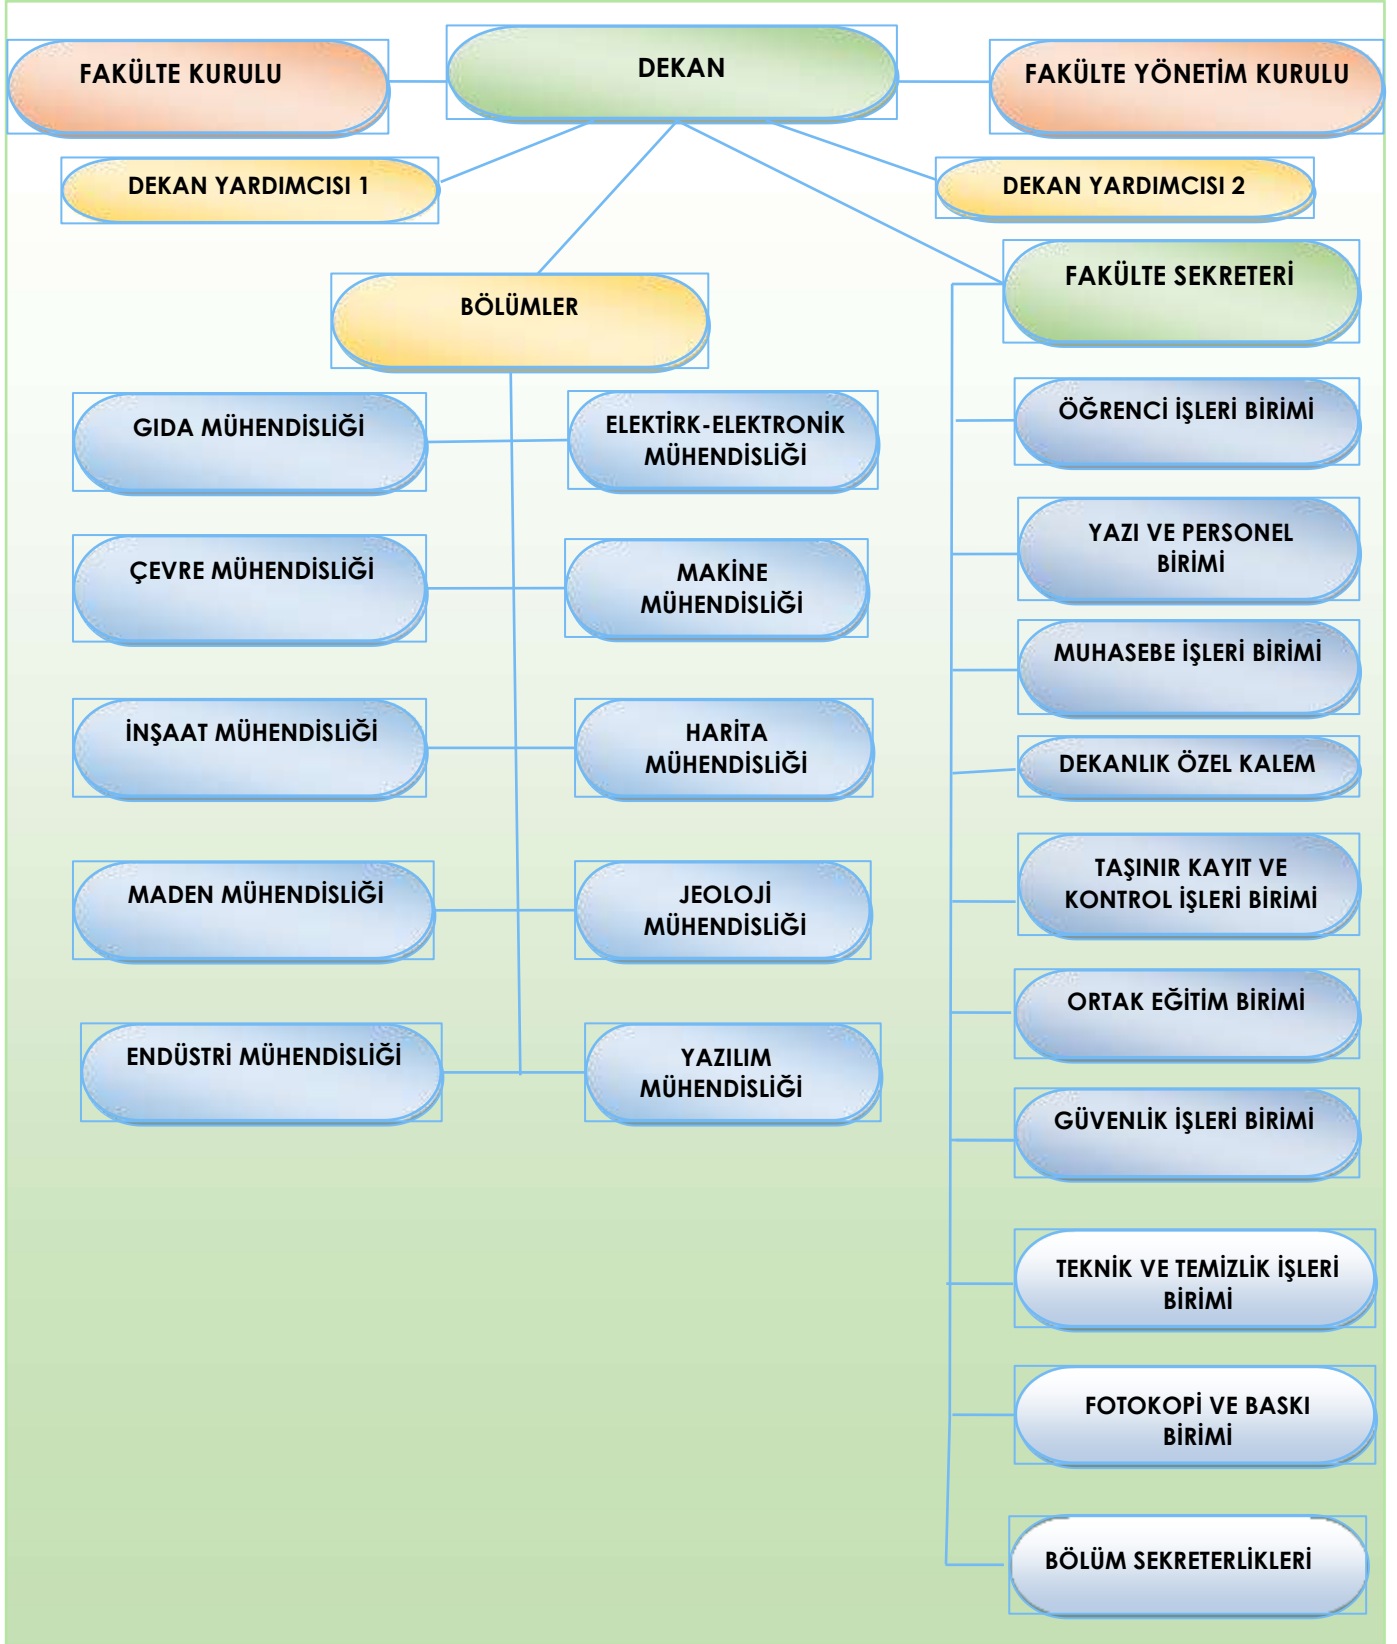 FAKÜLTE KURULU
DEKAN
FAKÜLTE YÖNETİM KURULU
DEKAN YARDIMCISI 1
DEKAN YARDIMCISI 2
BÖLÜMLER
GIDA MÜHENDİSLİĞİ
ELEKTİRK-ELEKTRONİK
MÜHENDİSLİĞİ
ÇEVRE MÜHENDİSLİĞİ
MAKİNE
MÜHENDİSLİĞİ
İNŞAAT MÜHENDİSLİĞİ
HARİTA
MÜHENDİSLİĞİ
MADEN MÜHENDİSLİĞİ
JEOLOJİ
MÜHENDİSLİĞİ
ENDÜSTRİ MÜHENDİSLİĞİ
YAZILIM
MÜHENDİSLİĞİ
FAKÜLTE SEKRETERİ
ÖĞRENCİ İŞLERİ BİRİMİ
YAZI VE PERSONEL
BİRİMİ
MUHASEBE İŞLERİ BİRİMİ
DEKANLIK ÖZEL KALEM
TAŞINIR KAYIT VE
KONTROL İŞLERİ BİRİMİ
ORTAK EĞİTİM BİRİMİ
GÜVENLİK İŞLERİ BİRİMİ
TEKNİK VE TEMİZLİK İŞLERİ
BİRİMİ
FOTOKOPİ VE BASKI
BİRİMİ
BÖLÜM SEKRETERLİKLERİ